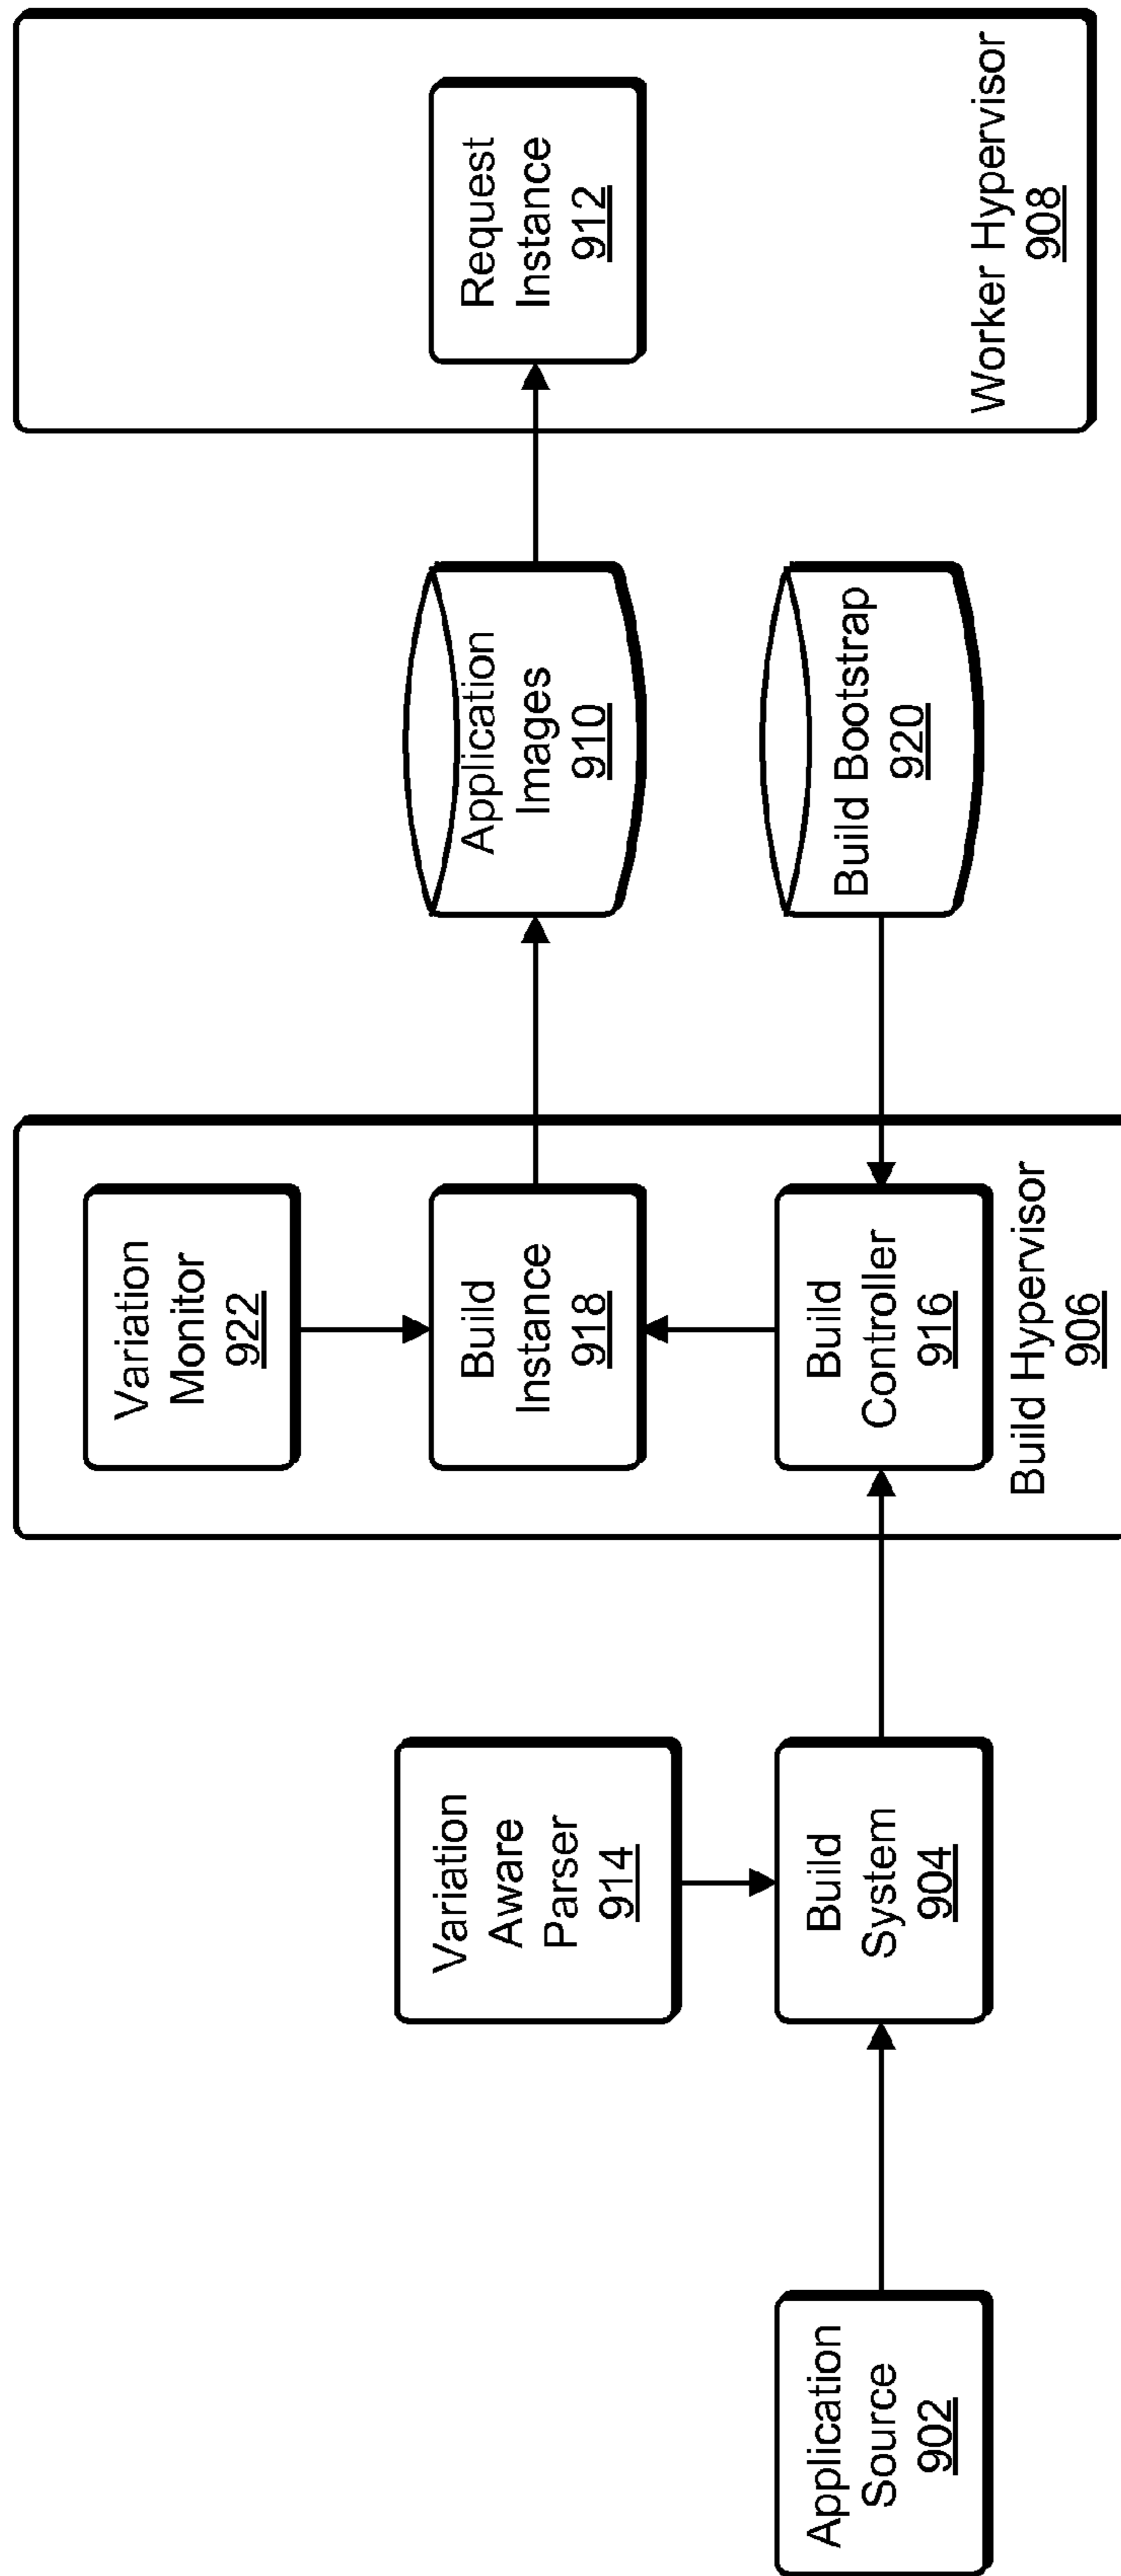 Application
Source
902
Variation
Aware
Parser
914
Build
System
904
Variation
Monitor
922
Build
Instance
918
Build
Controller
916
Build Hypervisor
906
Application
Images
910
Build Bootstrap
920
Request
Instance
912
Worker Hypervisor
908